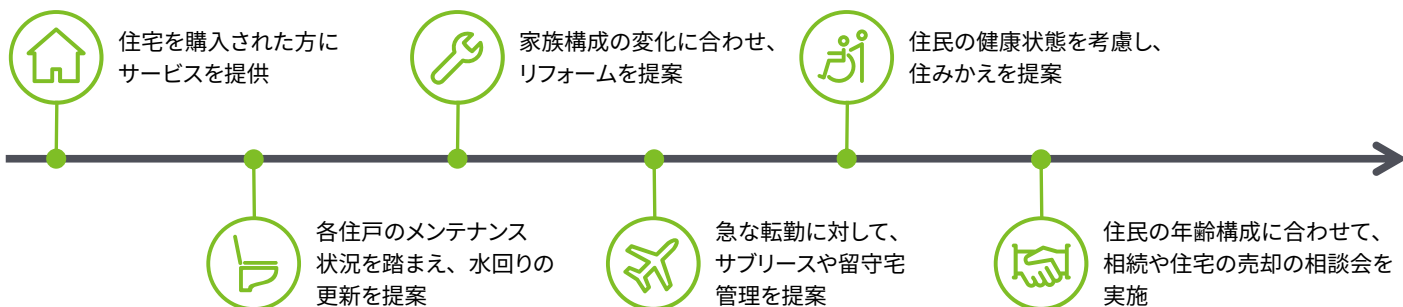 住宅を購入された方に
サービスを提供
各住戸のメンテナンス
状況を踏まえ、水回りの
更新を提案
家族構成の変化に合わせ、
リフォームを提案
急な転勤に対して、
サブリースや留守宅
管理を提案
住民の健康状態を考慮し、
住みかえを提案
住民の年齢構成に合わせて、
相続や住宅の売却の相談会を
実施